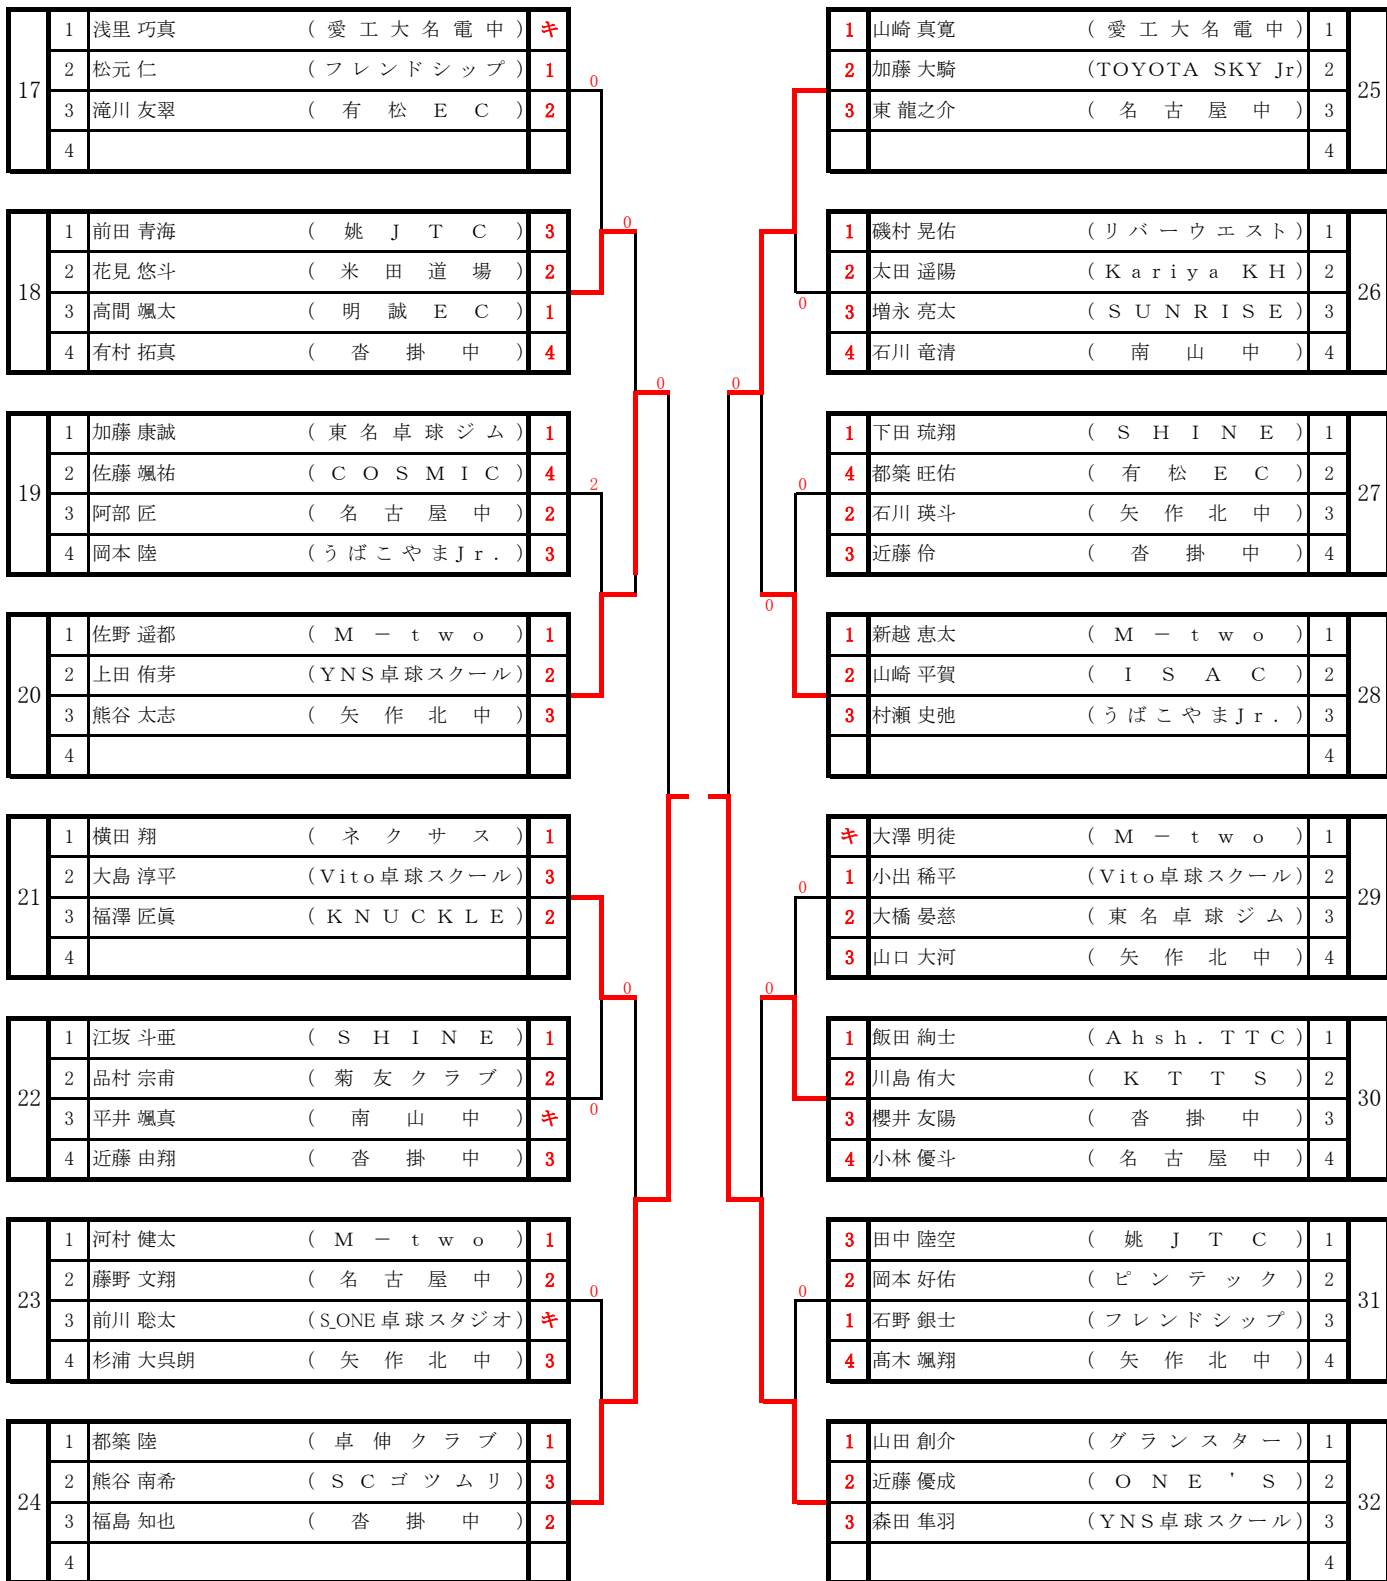 17
1 浅里 巧真 (愛工大名電中) キ
2 松元 仁 (フレンドシップ) 1
3 滝川 友翠 (有松EC) 2
4
0
18
1 前田 青海 (姚JTC) 3
2 花見 悠斗 (米田道場) 2
3 高間 颯太 (明誠EC) 1
4 有村 拓真 (沓掛中) 4
0
0
19
1 加藤 康誠 (東名卓球ジム) 1
2 佐藤 颯祐 (COSMIC) 4
3 阿部 匠 (名古屋中) 2
4 岡本 陸 (うばこやまJr.) 3
2
20
1 佐野 遥都 (M－two) 1
2 上田 侑芽 (YNS卓球スクール) 2
3 熊谷 太志 (矢作北中) 3
4
21
1 横田 翔 (ネクサス) 1
2 大島 淳平 (Vito卓球スクール) 3
3 福澤 匠眞 (KNUCKLE) 2
4
0
22
1 江坂 斗亜 (SHINE) 1
2 品村 宗甫 (菊友クラブ) 2
3 平井 颯真 (南山中) キ
4 近藤 由翔 (沓掛中) 3
0
23
1 河村 健太 (M－two) 1
2 藤野 文翔 (名古屋中) 2
3 前川 聡太 (S_ONE卓球スタジオ) キ
4 杉浦 大呉朗 (矢作北中) 3
0
24
1 都築 陸 (卓伸クラブ) 1
2 熊谷 南希 (SCゴツムリ) 3
3 福島 知也 (沓掛中) 2
4
25
1 山崎 真寛 (愛工大名電中) 1
2 加藤 大騎 (TOYOTA SKY Jr) 2
3 東 龍之介 (名古屋中) 3
4
26
1 磯村 晃佑 (リバーウエスト) 1
2 太田 遥陽 (Kariya KH) 2
3 増永 亮太 (SUNRISE) 3
4 石川 竜清 (南山中) 4
0
0
27
1 下田 琉翔 (SHINE) 1
4 都築 旺佑 (有松EC) 2
2 石川 瑛斗 (矢作北中) 3
3 近藤 伶 (沓掛中) 4
0
0
28
1 新越 恵太 (M－two) 1
2 山崎 平賀 (ISAC) 2
3 村瀬 史弛 (うばこやまJr.) 3
4
29
キ 大澤 明徒 (M－two) 1
1 小出 稀平 (Vito卓球スクール) 2
2 大橋 晏慈 (東名卓球ジム) 3
3 山口 大河 (矢作北中) 4
0
0
30
1 飯田 絢士 (Ahsh.TTC) 1
2 川島 侑大 (KTTS) 2
3 櫻井 友陽 (沓掛中) 3
4 小林 優斗 (名古屋中) 4
31
3 田中 陸空 (姚JTC) 1
2 岡本 好佑 (ピンテック) 2
1 石野 銀士 (フレンドシップ) 3
4 髙木 颯翔 (矢作北中) 4
0
32
1 山田 創介 (グランスター) 1
2 近藤 優成 (ONE'S) 2
3 森田 隼羽 (YNS卓球スクール) 3
4